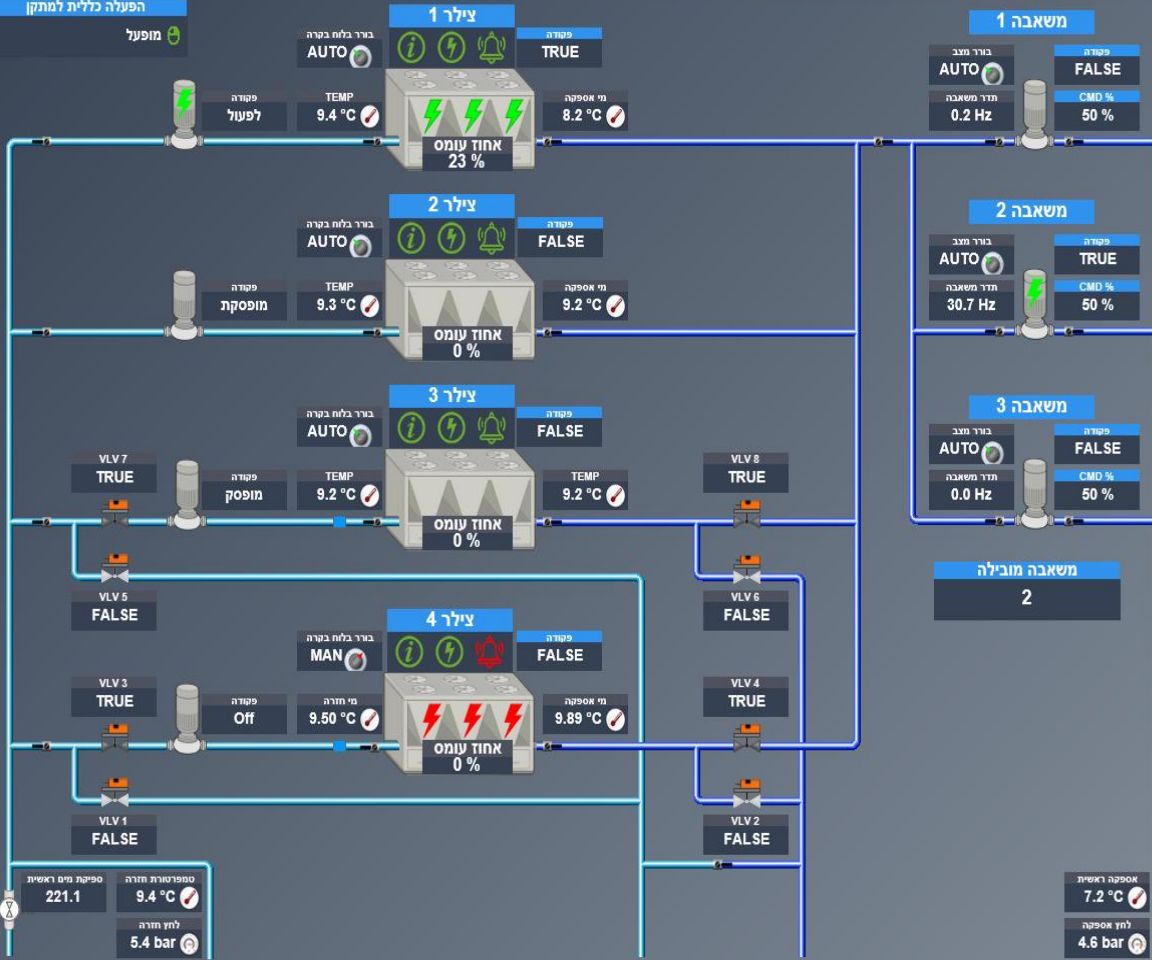 הפעלה כללית למתקן
מופעל
צילר 1
בורר בלוח בקרה
AUTO
פקודה
TRUE
פקודה
לפעול
TEMP
9.4 °C
מי אספקה
8.2 °C
אחוז עומס
23 %
צילר 2
בורר בלוח בקרה
AUTO
פקודה
FALSE
פקודה
מופסקת
TEMP
9.3 °C
מי אספקה
9.2 °C
אחוז עומס
0 %
צילר 3
בורר בלוח בקרה
AUTO
פקודה
FALSE
VLV 7
TRUE
פקודה
מופסק
TEMP
9.2 °C
TEMP
9.2 °C
VLV 8
TRUE
אחוז עומס
0 %
VLV 5
FALSE
VLV 6
FALSE
צילר 4
בורר בלוח בקרה
MAN
פקודה
FALSE
VLV 3
TRUE
פקודה
Off
מי חזרה
9.50 °C
מי אספקה
9.89 °C
VLV 4
TRUE
אחוז עומס
0 %
VLV 1
FALSE
VLV 2
FALSE
ספיקת מים ראשית
221.1
טמפרטורת חזרה
9.4 °C
לחץ חזרה
5.4 bar
משאבה 1
בורר מצב
AUTO
פקודה
FALSE
תדר משאבה
0.2 Hz
CMD %
50 %
משאבה 2
בורר מצב
AUTO
פקודה
TRUE
תדר משאבה
30.7 Hz
CMD %
50 %
משאבה 3
בורר מצב
AUTO
פקודה
FALSE
תדר משאבה
0.0 Hz
CMD %
50 %
משאבה מובילה
2
אספקה ראשית
7.2 °C
לחץ אספקה
4.6 bar